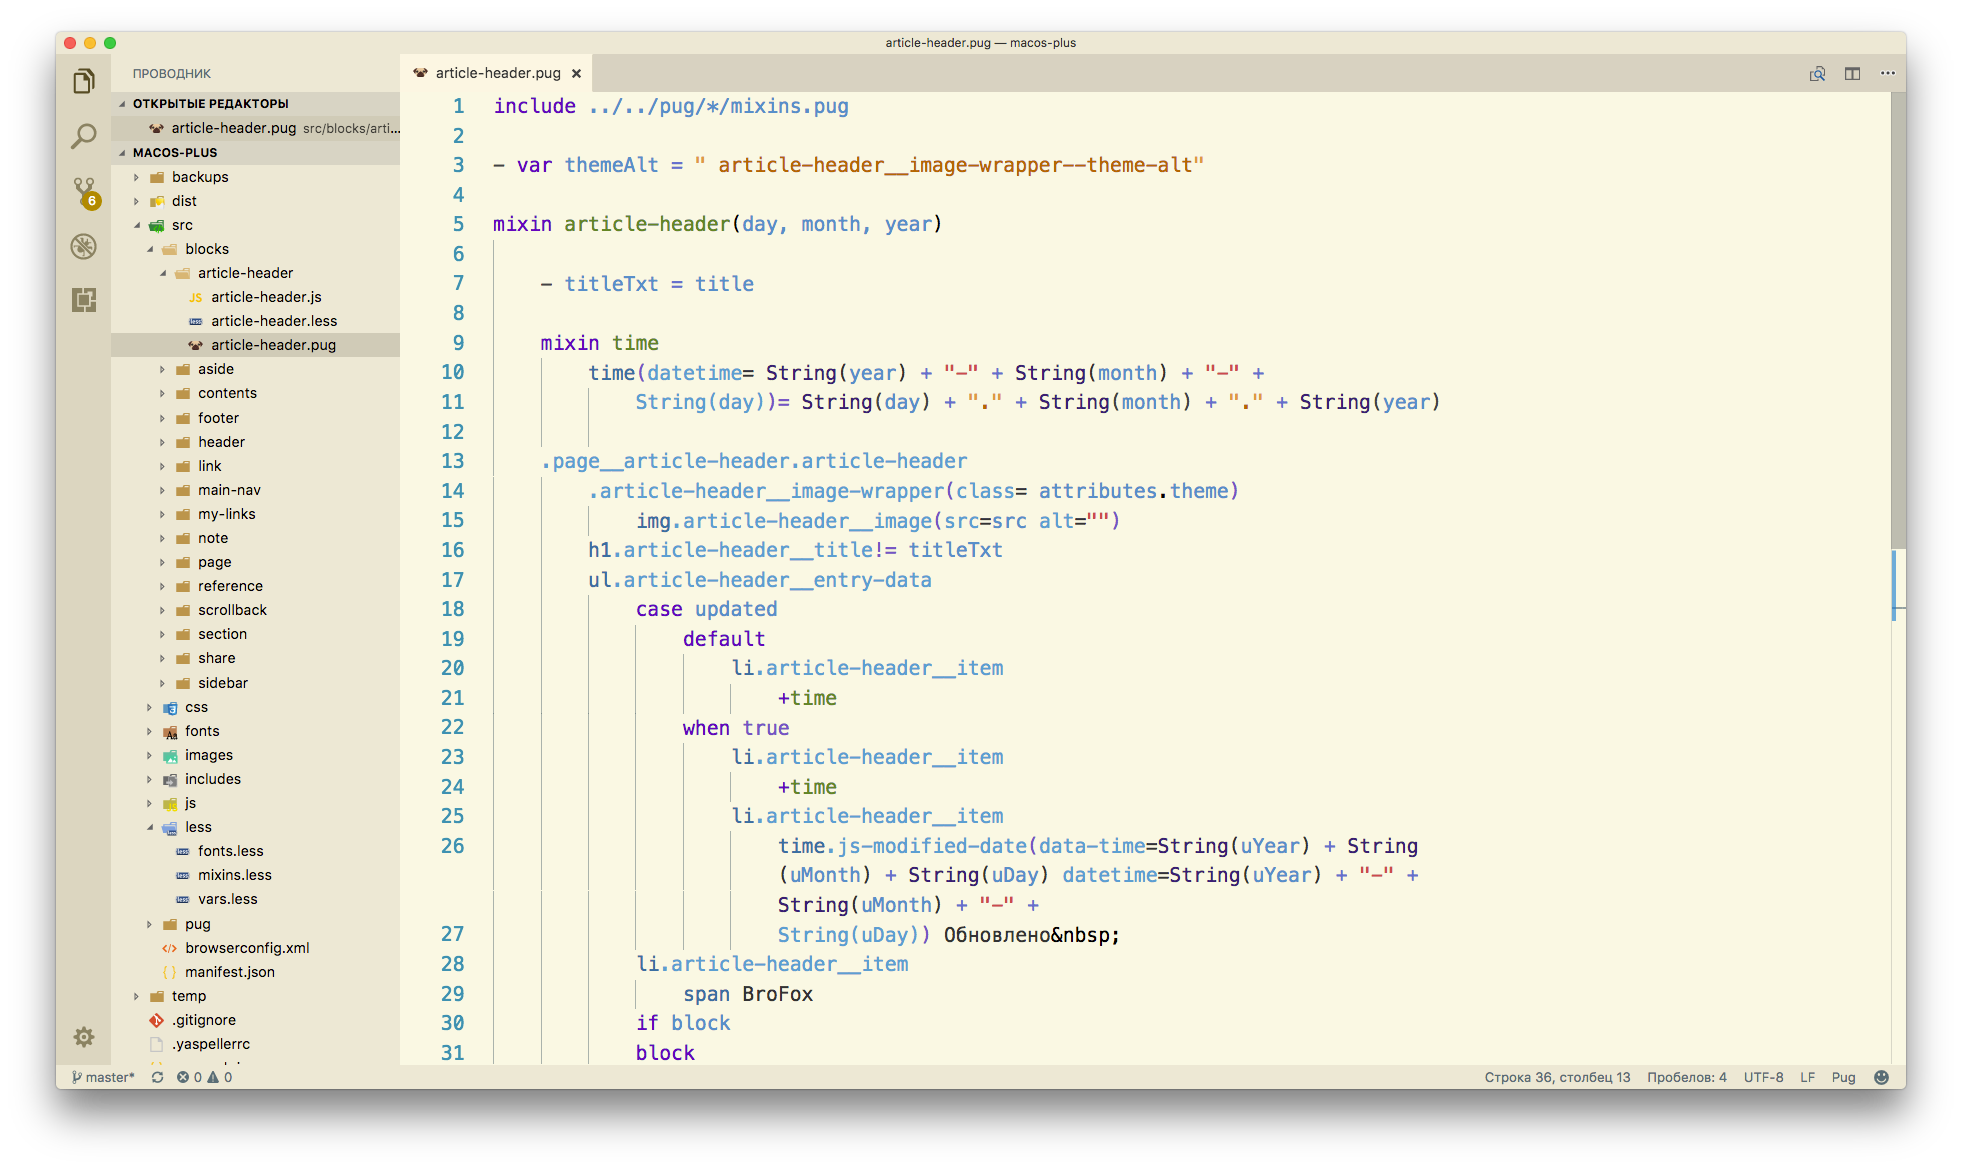 article-header.pug — macos-plus
ПРОВОДНИК
ОТКРЫТЫЕ РЕДАКТОРЫ
article-header.pug src/blocks/arti...
MACOS-PLUS
backups
dist
src
blocks
article-header
JS article-header.js
article-header.less
article-header.pug
aside
contents
footer
header
link
main-nav
my-links
note
page
reference
scrollback
section
share
sidebar
css
fonts
images
includes
js
less
fonts.less
mixins.less
vars.less
pug
browserconfig.xml
manifest.json
temp
.gitignore
.yaspellerrc
6
article-header.pug ×
1 include ../../pug/*/mixins.pug
2
3 - var themeAlt = " article-header__image-wrapper--theme-alt"
4
5 mixin article-header(day, month, year)
6
7 - titleTxt = title
8
9 mixin time
10 time(datetime= String(year) + "-" + String(month) + "-" +
11 String(day))= String(day) + "." + String(month) + "." + String(year)
12
13 .page__article-header.article-header
14 .article-header__image-wrapper(class= attributes.theme)
15 img.article-header__image(src=src alt="")
16 h1.article-header__title!= titleTxt
17 ul.article-header__entry-data
18 case updated
19 default
20 li.article-header__item
21 +time
22 when true
23 li.article-header__item
24 +time
25 li.article-header__item
26 time.js-modified-date(data-time=String(uYear) + String
(uMonth) + String(uDay) datetime=String(uYear) + "-" +
String(uMonth) + "-" +
27 String(uDay)) Обновлено&nbsp;
28 li.article-header__item
29 span BroFox
30 if block
31 block
master* 0 0
Строка 36, столбец 13 Пробелов: 4 UTF-8 LF Pug